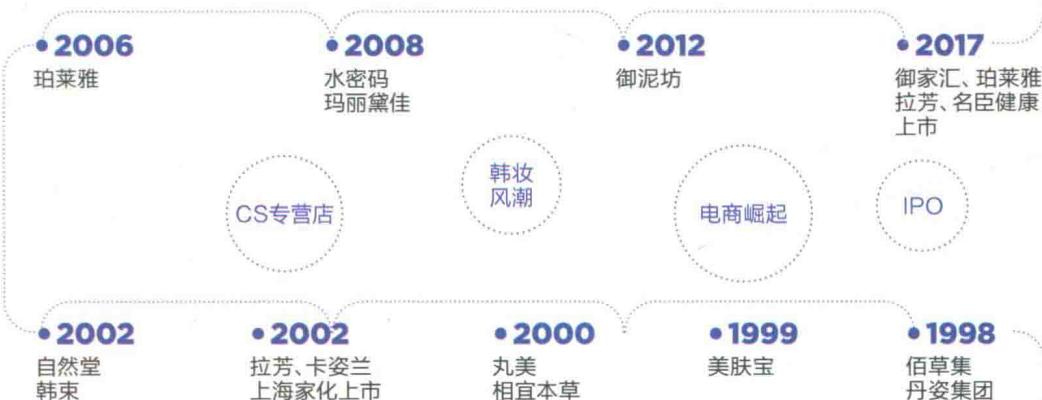 2006
珀莱雅
2008
水密码
玛丽黛佳
2012
御泥坊
2017
御家汇、珀莱雅
拉芳、名臣健康
上市
CS专营店
韩妆
风潮
电商崛起
IPO
2002
自然堂
韩束
2002
拉芳、卡姿兰
上海家化上市
2000
丸美
相宜本草
1999
美肤宝
1998
佰草集
丹姿集团